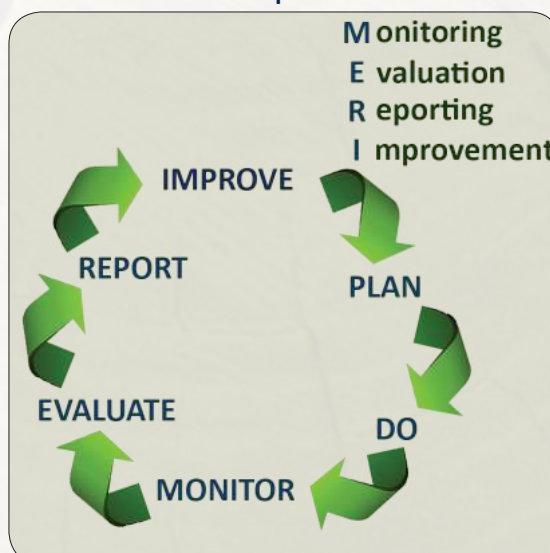 M onitoring
E valuation
R eporting
I mprovement
IMPROVE
REPORT
PLAN
EVALUATE
DO
MONITOR